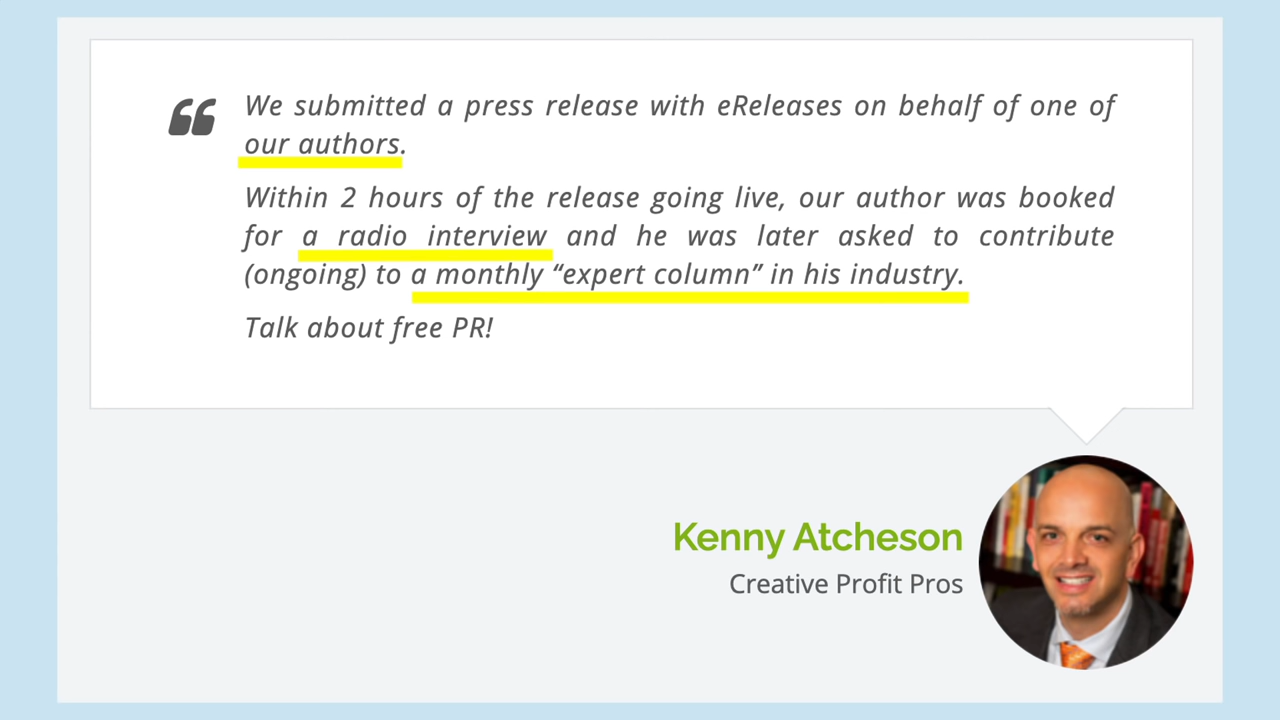 We submitted a press release with eReleases on behalf of one of
our authors.
Within 2 hours of the release going live, our author was booked
for a radio interview and he was later asked to contribute
(ongoing) to a monthly “expert column” in his industry.
Talk about free PR!
Kenny Atcheson
Creative Profit Pros